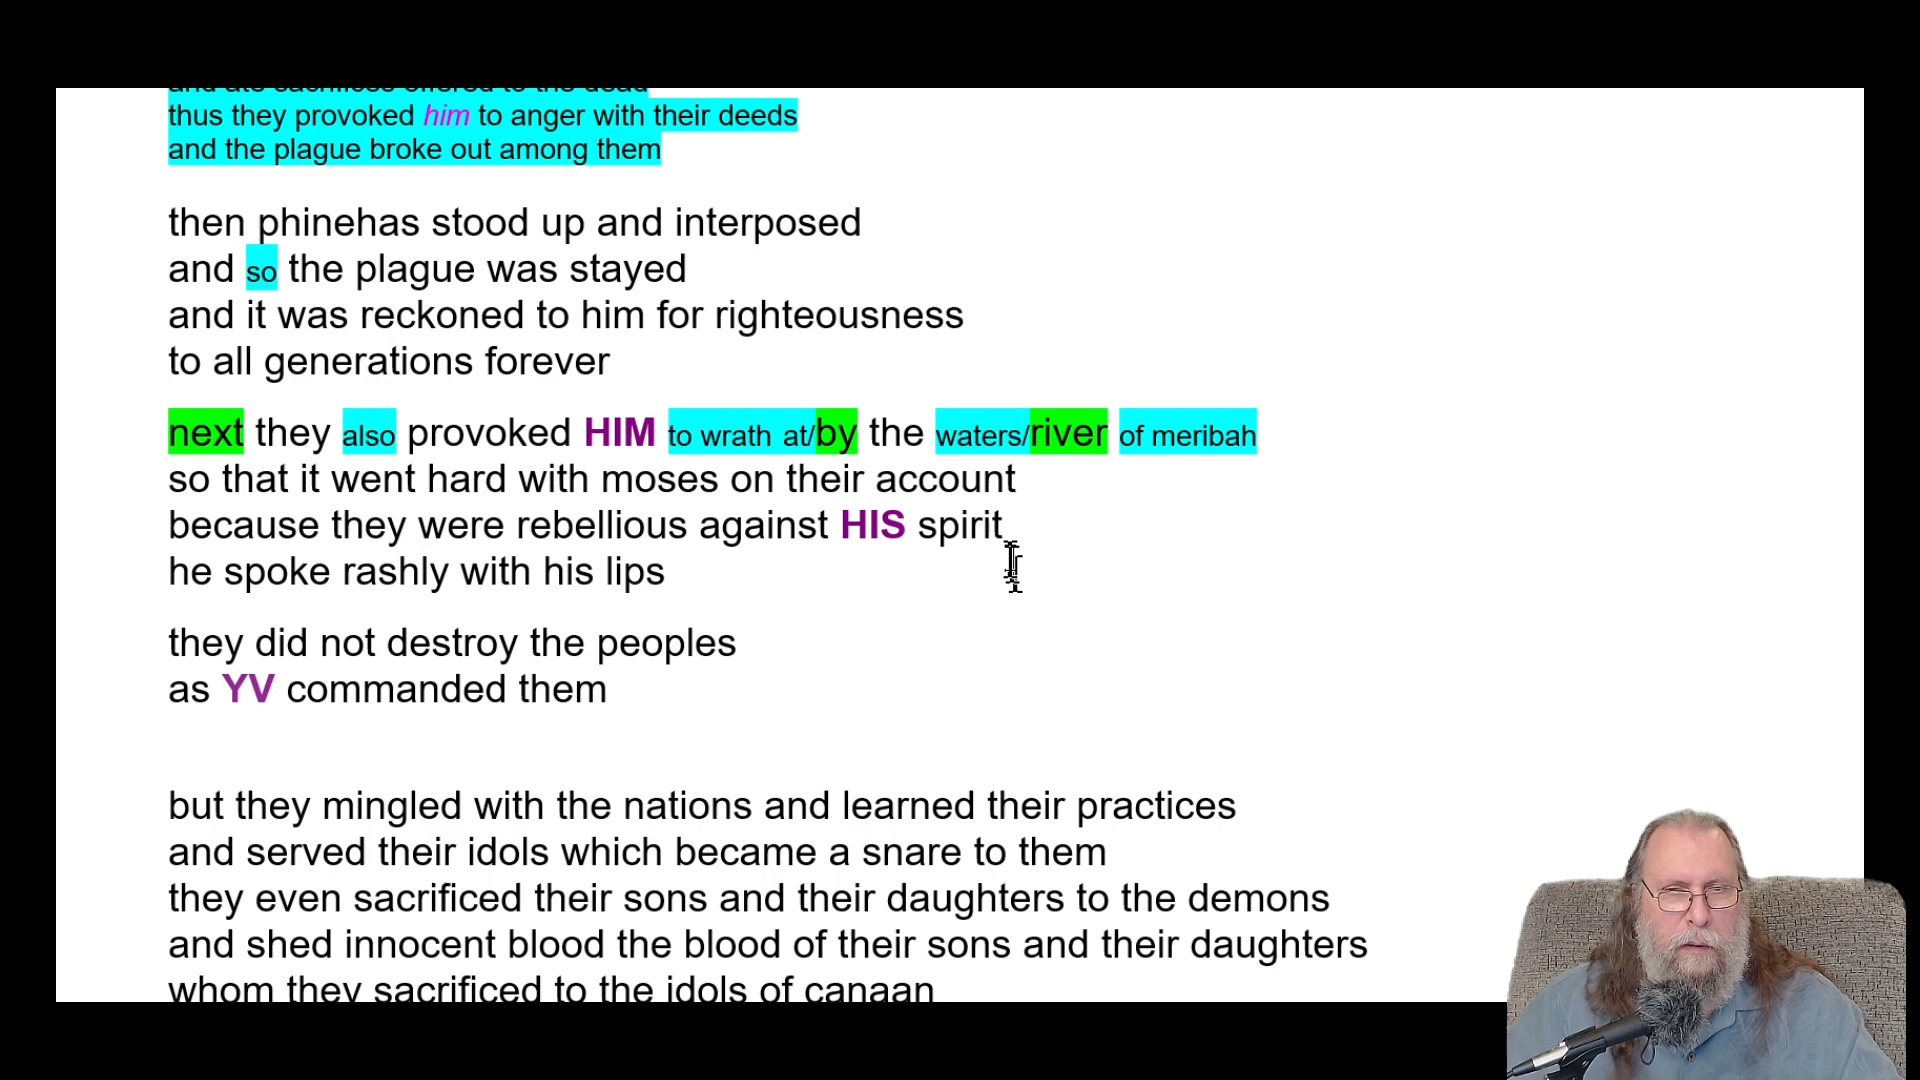 and ate sacrifices offered to the dead
thus they provoked him to anger with their deeds
and the plague broke out among them
then phinehas stood up and interposed
and so the plague was stayed
and it was reckoned to him for righteousness
to all generations forever
next they also provoked HIM to wrath at/by the waters/river of meribah
so that it went hard with moses on their account
because they were rebellious against HIS spirit
he spoke rashly with his lips
they did not destroy the peoples
as YV commanded them
but they mingled with the nations and learned their practices
and served their idols which became a snare to them
they even sacrificed their sons and their daughters to the demons
and shed innocent blood the blood of their sons and their daughters
whom they sacrificed to the idols of canaan